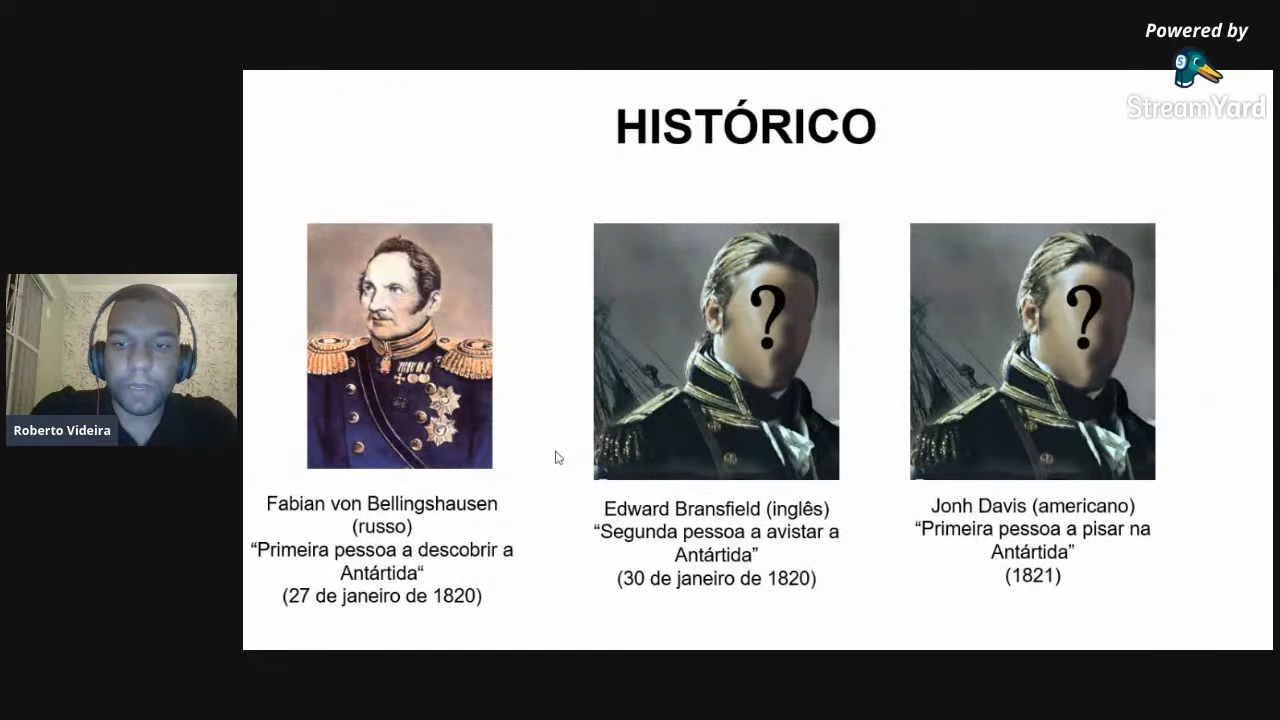 Powered by
StreamYard
HISTÓRICO
?
?
Roberto Videira
Fabian von Bellingshausen
(russo)
“Primeira pessoa a descobrir a
Antártida“
(27 de janeiro de 1820)
Edward Bransfield (inglês)
“Segunda pessoa a avistar a
Antártida”
(30 de janeiro de 1820)
Jonh Davis (americano)
“Primeira pessoa a pisar na
Antártida”
(1821)